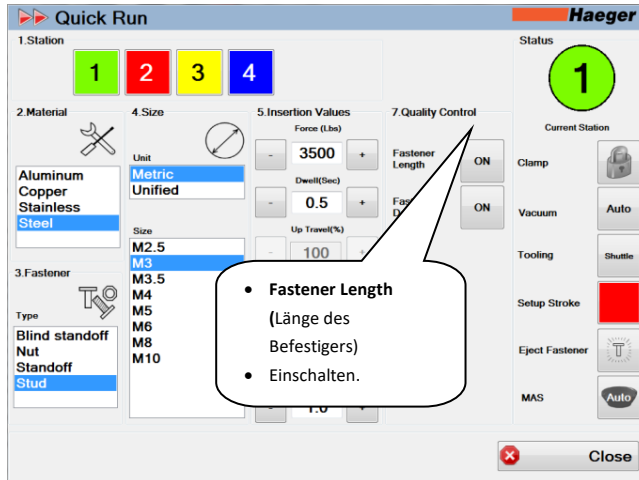 Quick Run
Haeger
1.Station
1 2 3 4
Status
1
Current Station
2.Material
Aluminum
Copper
Stainless
Steel
3.Fastener
Type
Blind standoff
Nut
Standoff
Stud
4.Size
Unit
Metric
Unified
Size
M2.5
M3
M3.5
M4
M5
M6
M8
M10
5.Insertion Values
Force (Lbs)
- 3500 +
Dwell(Sec)
- 0.5 +
Up Travel(%)
- 100 +
- 1.0 +
7.Quality Control
Fastener
Length
ON
ON
• Fastener Length
(Länge des
Befestigers)
• Einschalten.
Clamp
Vacuum
Auto
Tooling
Shuttle
Setup Stroke
Eject Fastener
MAS
Auto
Close